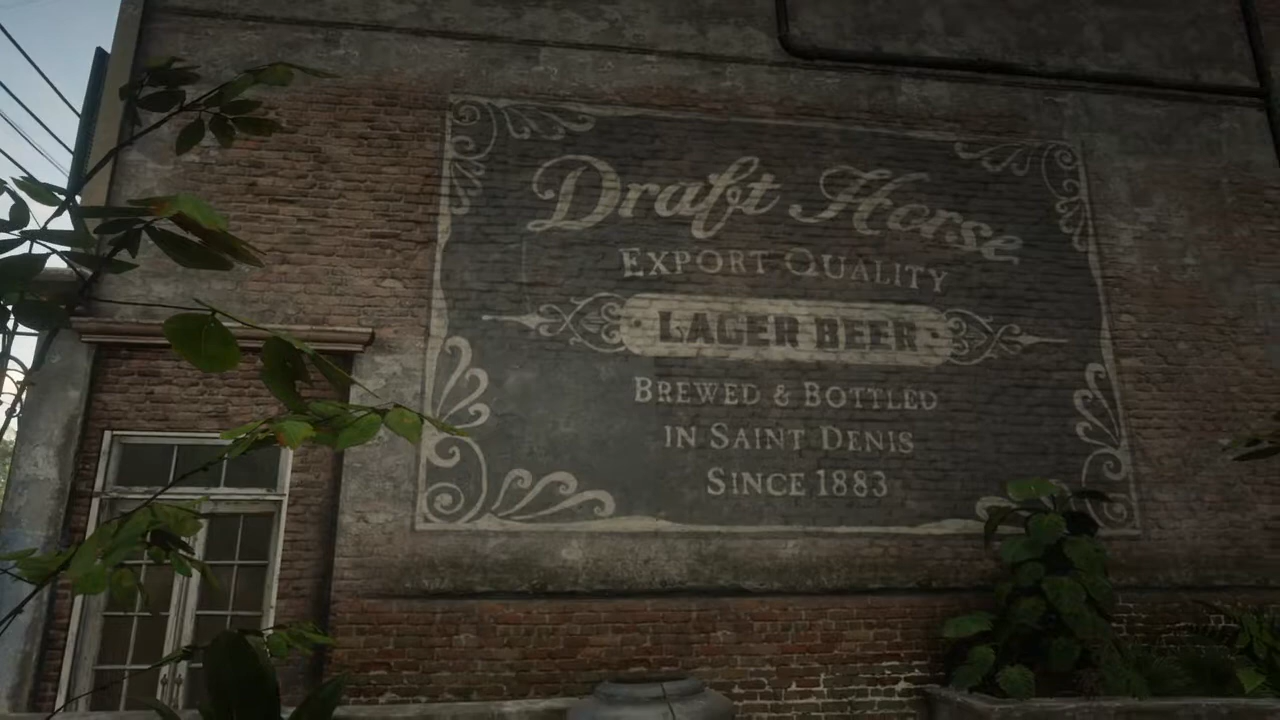 Draft Horse
EXPORT QUALITY
LAGER BEER
BREWED & BOTTLED
IN SAINT DENIS
SINCE 1883